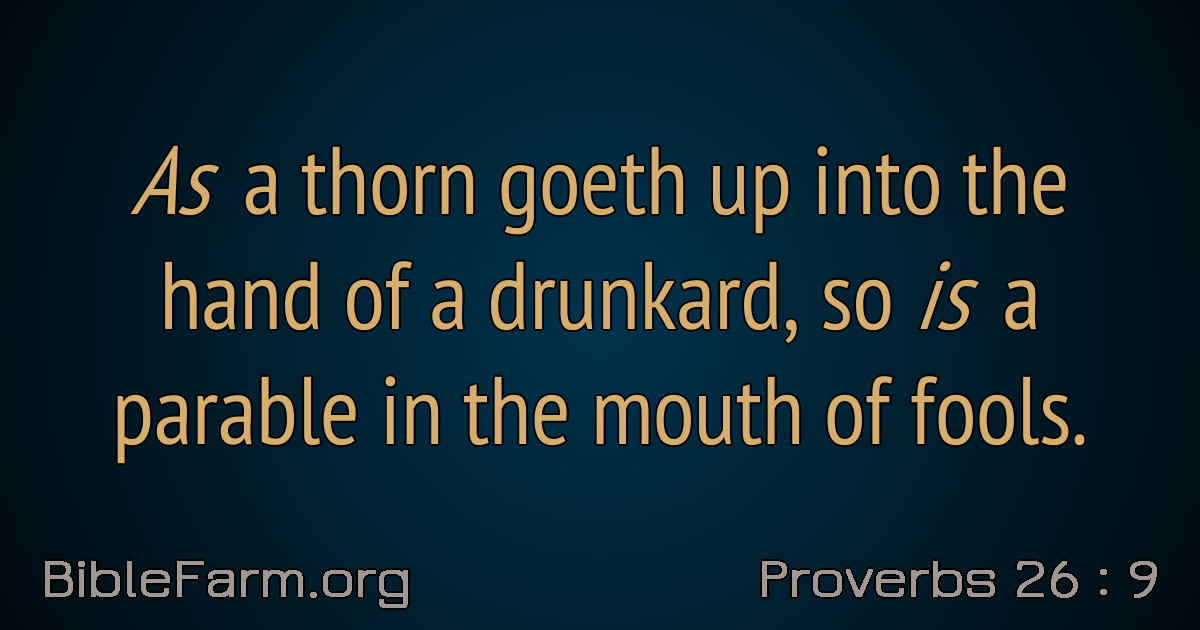 As a thorn goeth up into the
hand of a drunkard, so is a
parable in the mouth of fools.
BibleFarm.org
Proverbs 26 : 9